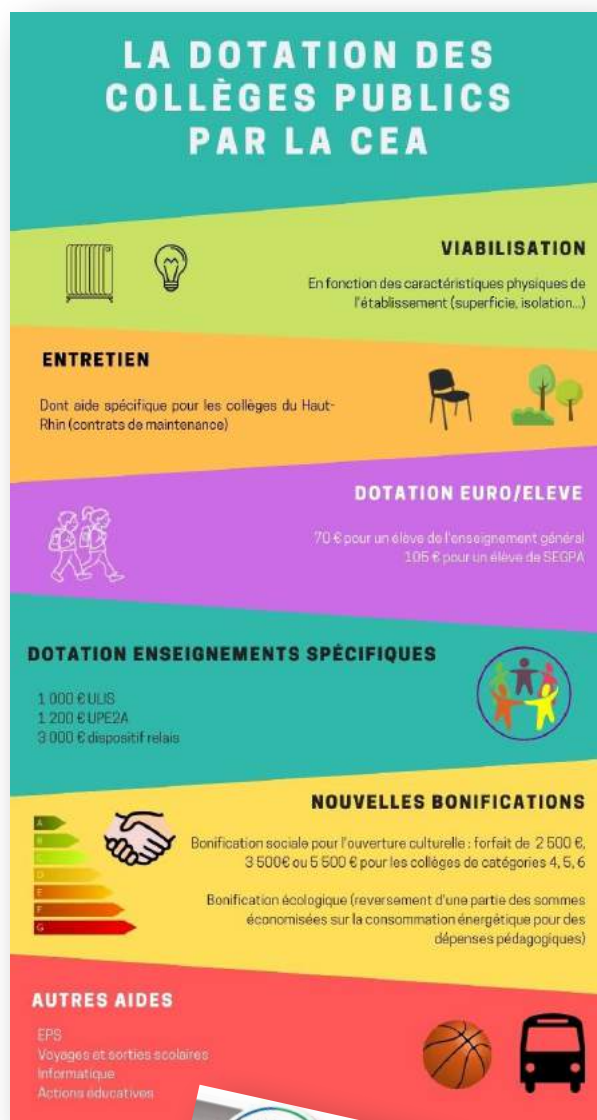 LA DOTATION DES
COLLÈGES PUBLICS
PAR LA CEA
VIABILISATION
En fonction des caractéristiques physiques de
l'établissement (superficie, isolation...)
ENTRETIEN
Dont aide spécifique pour les collèges du Haut-
Rhin (contrats de maintenance)
DOTATION EURO/ELEVE
70 € pour un élève de l'enseignement général
105 € pour un élève de SEGPA
DOTATION ENSEIGNEMENTS SPÉCIFIQUES
1 000 € ULIS
1 200 € UPE2A
3 000 € dispositif relais
NOUVELLES BONIFICATIONS
A
B
C
D
E
F
G
Bonification sociale pour l'ouverture culturelle : forfait de 2 500 €,
3 500€ ou 5 500 € pour les collèges de catégories 4, 5, 6
Bonification écologique (reversement d'une partie des sommes
économisées sur la consommation énergétique pour des
dépenses pédagogiques)
AUTRES AIDES
EPS
Voyages et sorties scolaires
Informatique
Actions éducatives